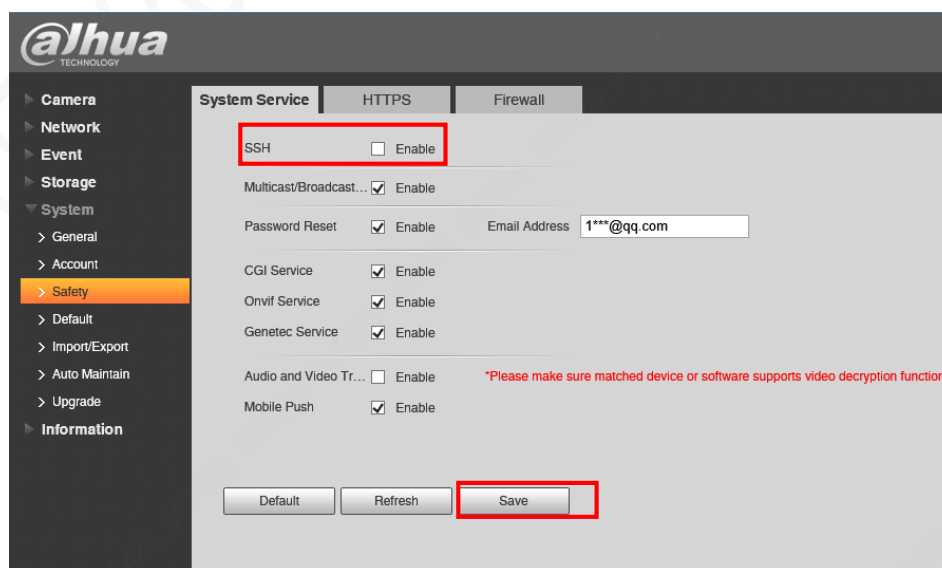 alhua
TECHNOLOGY
Camera
Network
Event
Storage
System
General
Account
Safety
Default
Import/Export
Auto Maintain
Upgrade
Information
System Service
HTTPS
Firewall
SSH Enable
Multicast/Broadcast... Enable
Password Reset Enable Email Address 1***@qq.com
CGI Service Enable
Onvif Service Enable
Genetec Service Enable
Audio and Video Tr... Enable *Please make sure matched device or software supports video decryption function
Mobile Push Enable
Default Refresh Save